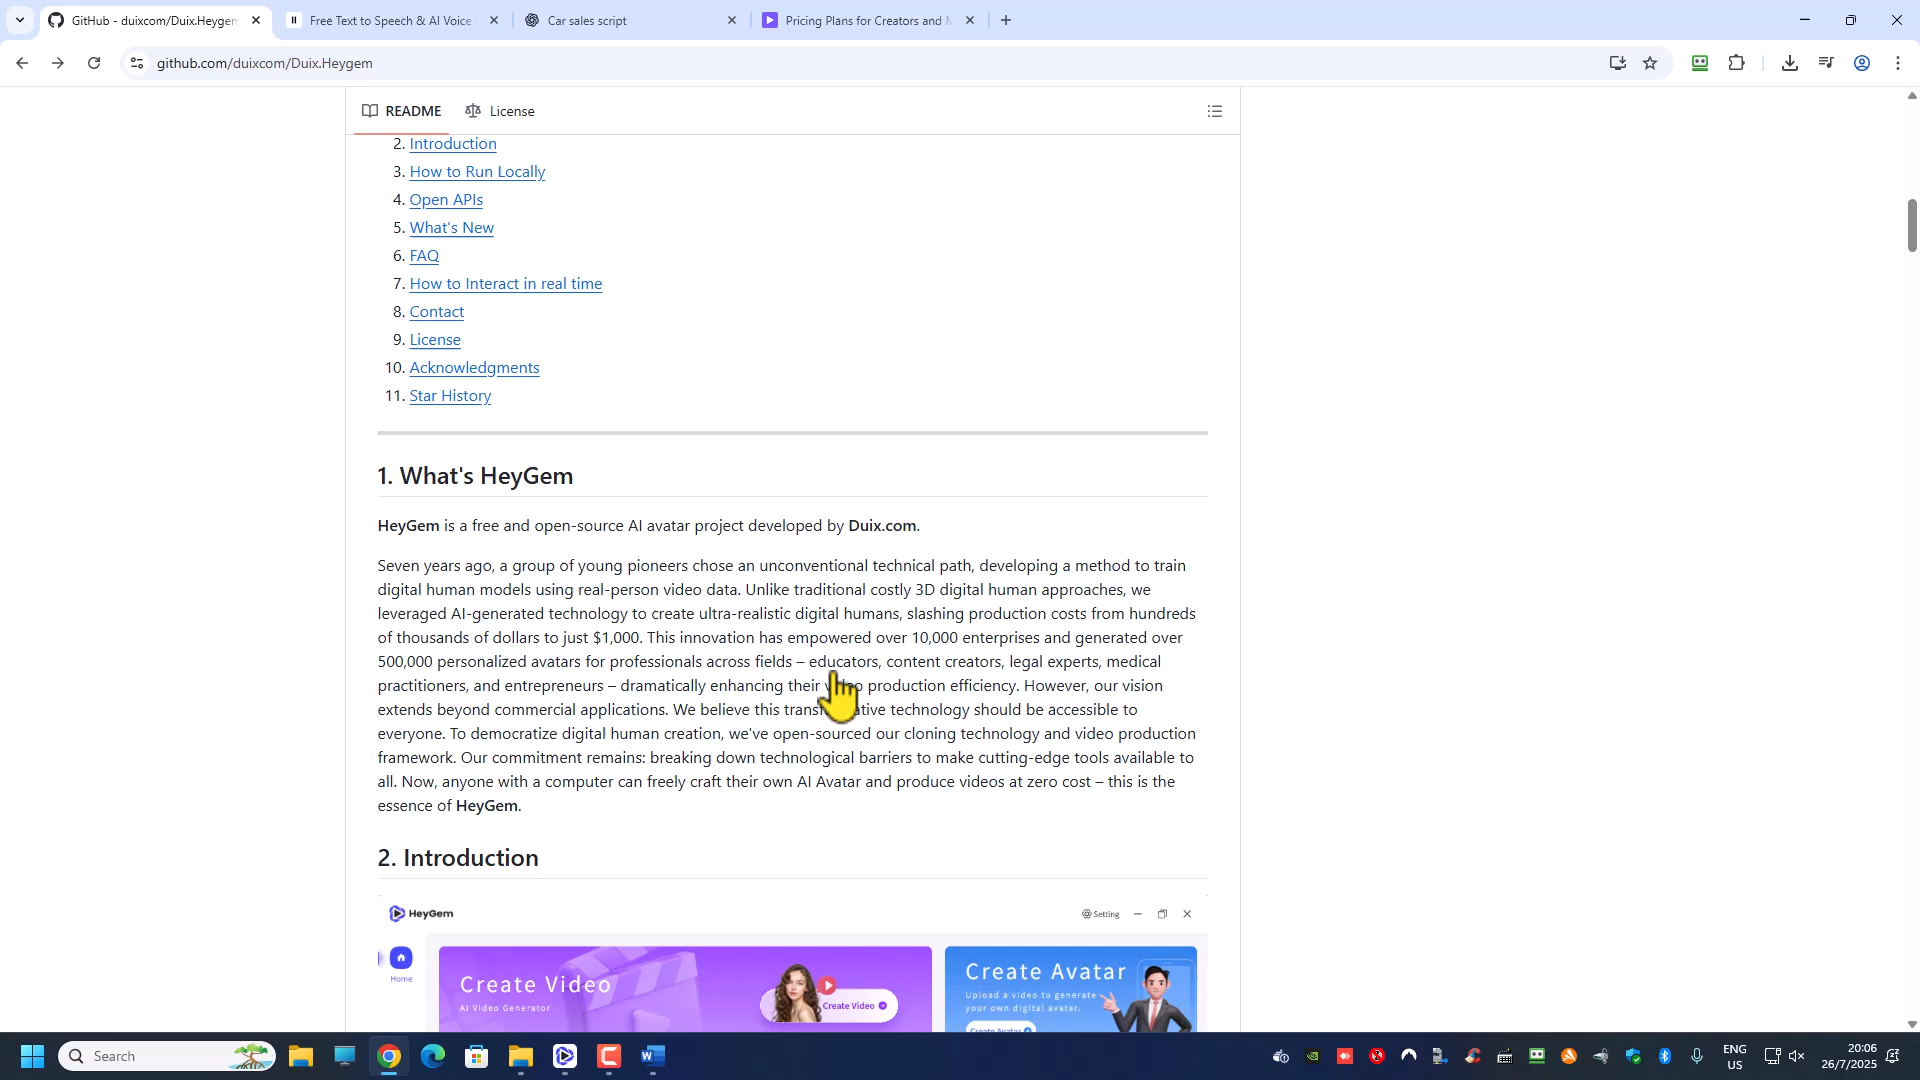 GitHub - duixcom/Duix.Heygem
Free Text to Speech & AI Voice
Car sales script
Pricing Plans for Creators and
github.com/duixcom/Duix.Heygem
README
License
2. Introduction
3. How to Run Locally
4. Open APIs
5. What's New
6. FAQ
7. How to Interact in real time
8. Contact
9. License
10. Acknowledgments
11. Star History
1. What's HeyGem
HeyGem is a free and open-source AI avatar project developed by Duix.com.
Seven years ago, a group of young pioneers chose an unconventional technical path, developing a method to train
digital human models using real-person video data. Unlike traditional costly 3D digital human approaches, we
leveraged AI-generated technology to create ultra-realistic digital humans, slashing production costs from hundreds
of thousands of dollars to just $1,000. This innovation has empowered over 10,000 enterprises and generated over
500,000 personalized avatars for professionals across fields – educators, content creators, legal experts, medical
practitioners, and entrepreneurs – dramatically enhancing their video production efficiency. However, our vision
extends beyond commercial applications. We believe this transformative technology should be accessible to
everyone. To democratize digital human creation, we've open-sourced our cloning technology and video production
framework. Our commitment remains: breaking down technological barriers to make cutting-edge tools available to
all. Now, anyone with a computer can freely craft their own AI Avatar and produce videos at zero cost – this is the
essence of HeyGem.
2. Introduction
HeyGem
Setting
Home
Create Video
AI Video Generator
Create Video
Create Avatar
Upload a video to generate
your own digital avatar.
Create Avatar
Search
ENG
US
20:06
26/7/2025